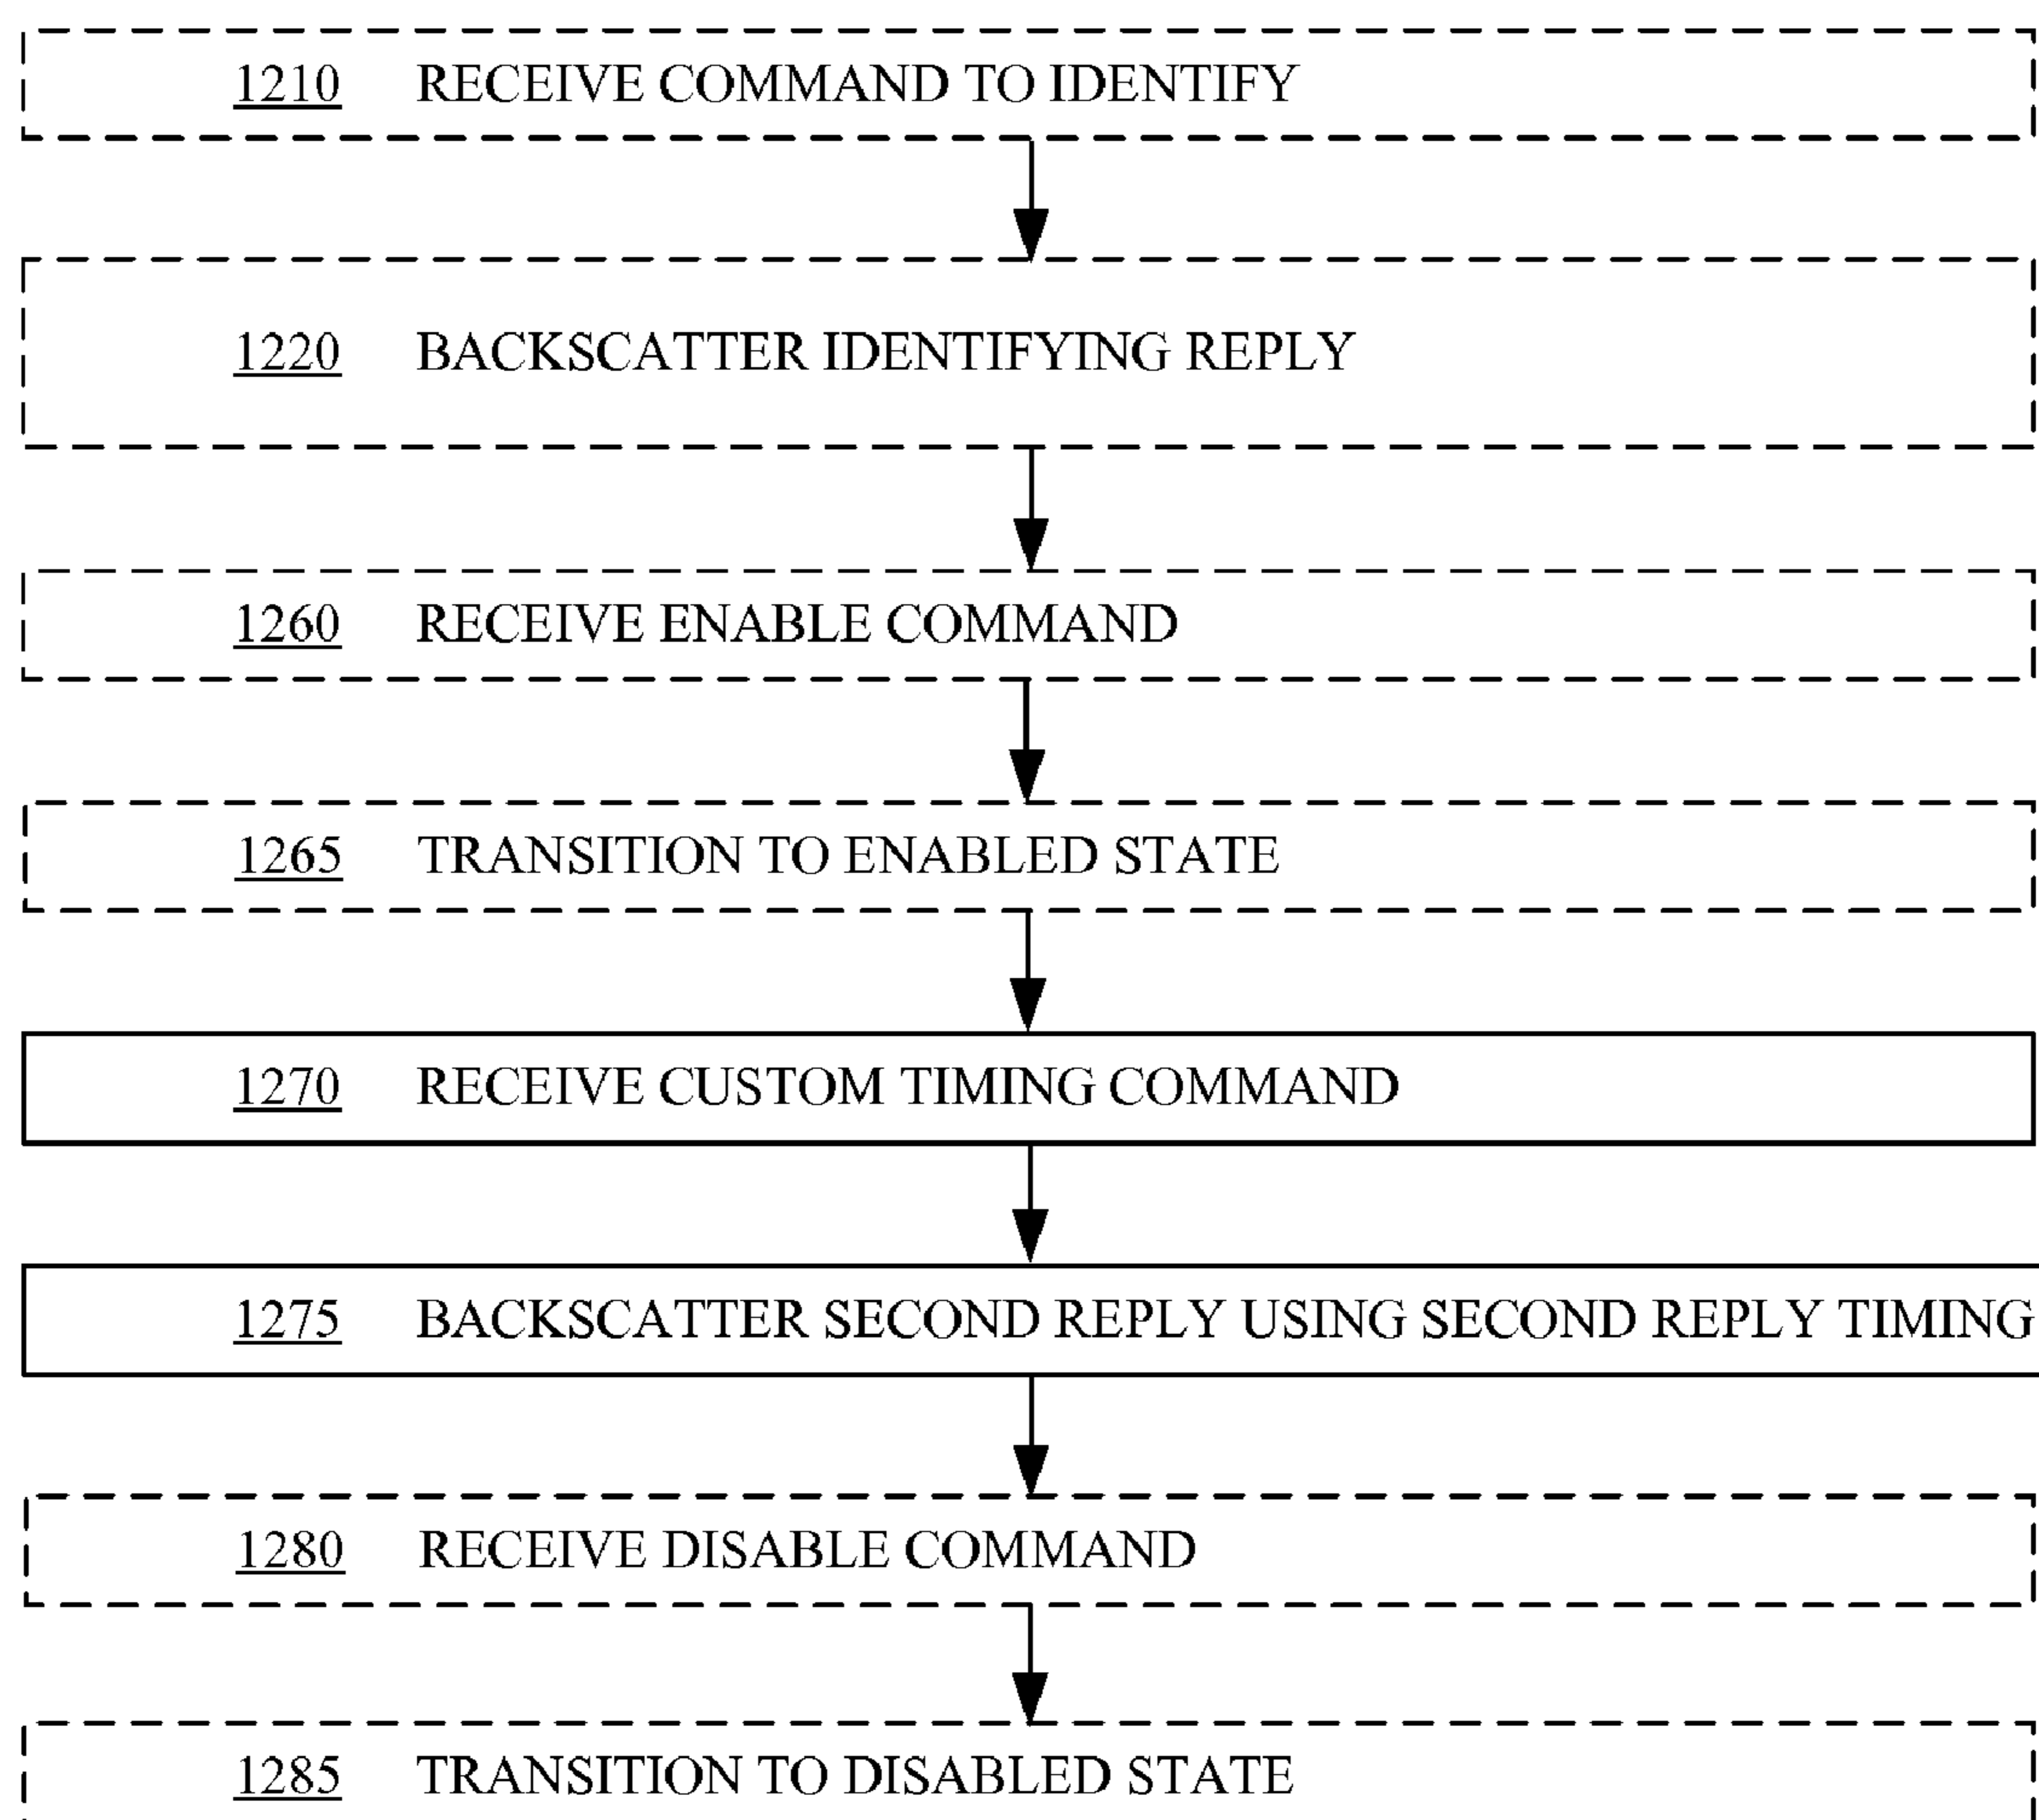 1210 RECEIVE COMMAND TO IDENTIFY
1220 BACKSCATTER IDENTIFYING REPLY
1260 RECEIVE ENABLE COMMAND
1265 TRANSITION TO ENABLED STATE
1270 RECEIVE CUSTOM TIMING COMMAND
1275 BACKSCATTER SECOND REPLY USING SECOND REPLY TIMING
1280 RECEIVE DISABLE COMMAND
1285 TRANSITION TO DISABLED STATE